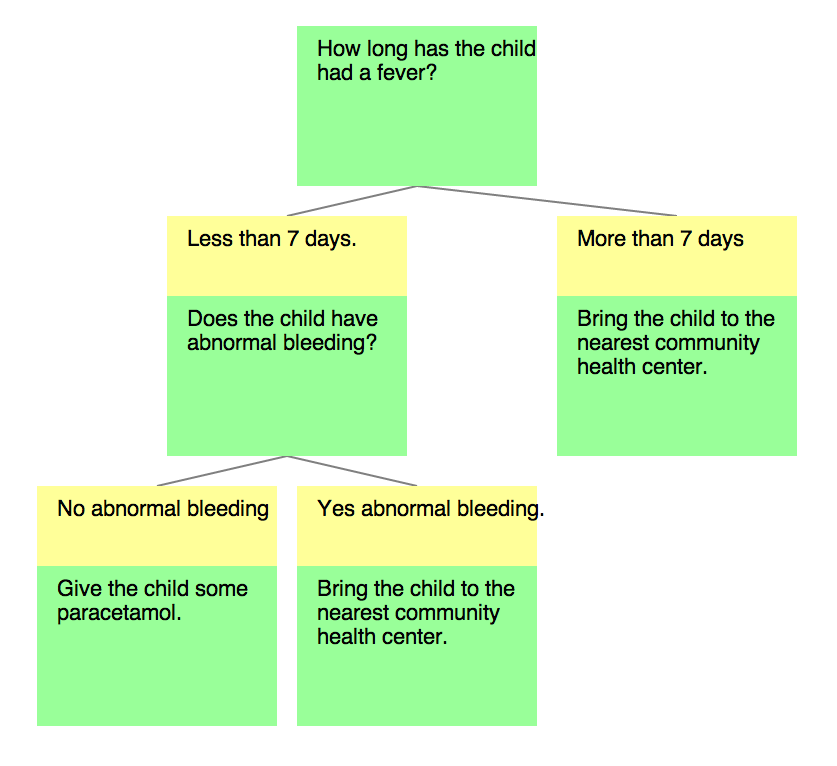 How long has the child
had a fever?
Less than 7 days.
More than 7 days
Does the child have
abnormal bleeding?
Bring the child to the
nearest community
health center.
No abnormal bleeding
Yes abnormal bleeding.
Give the child some
paracetamol.
Bring the child to the
nearest community
health center.